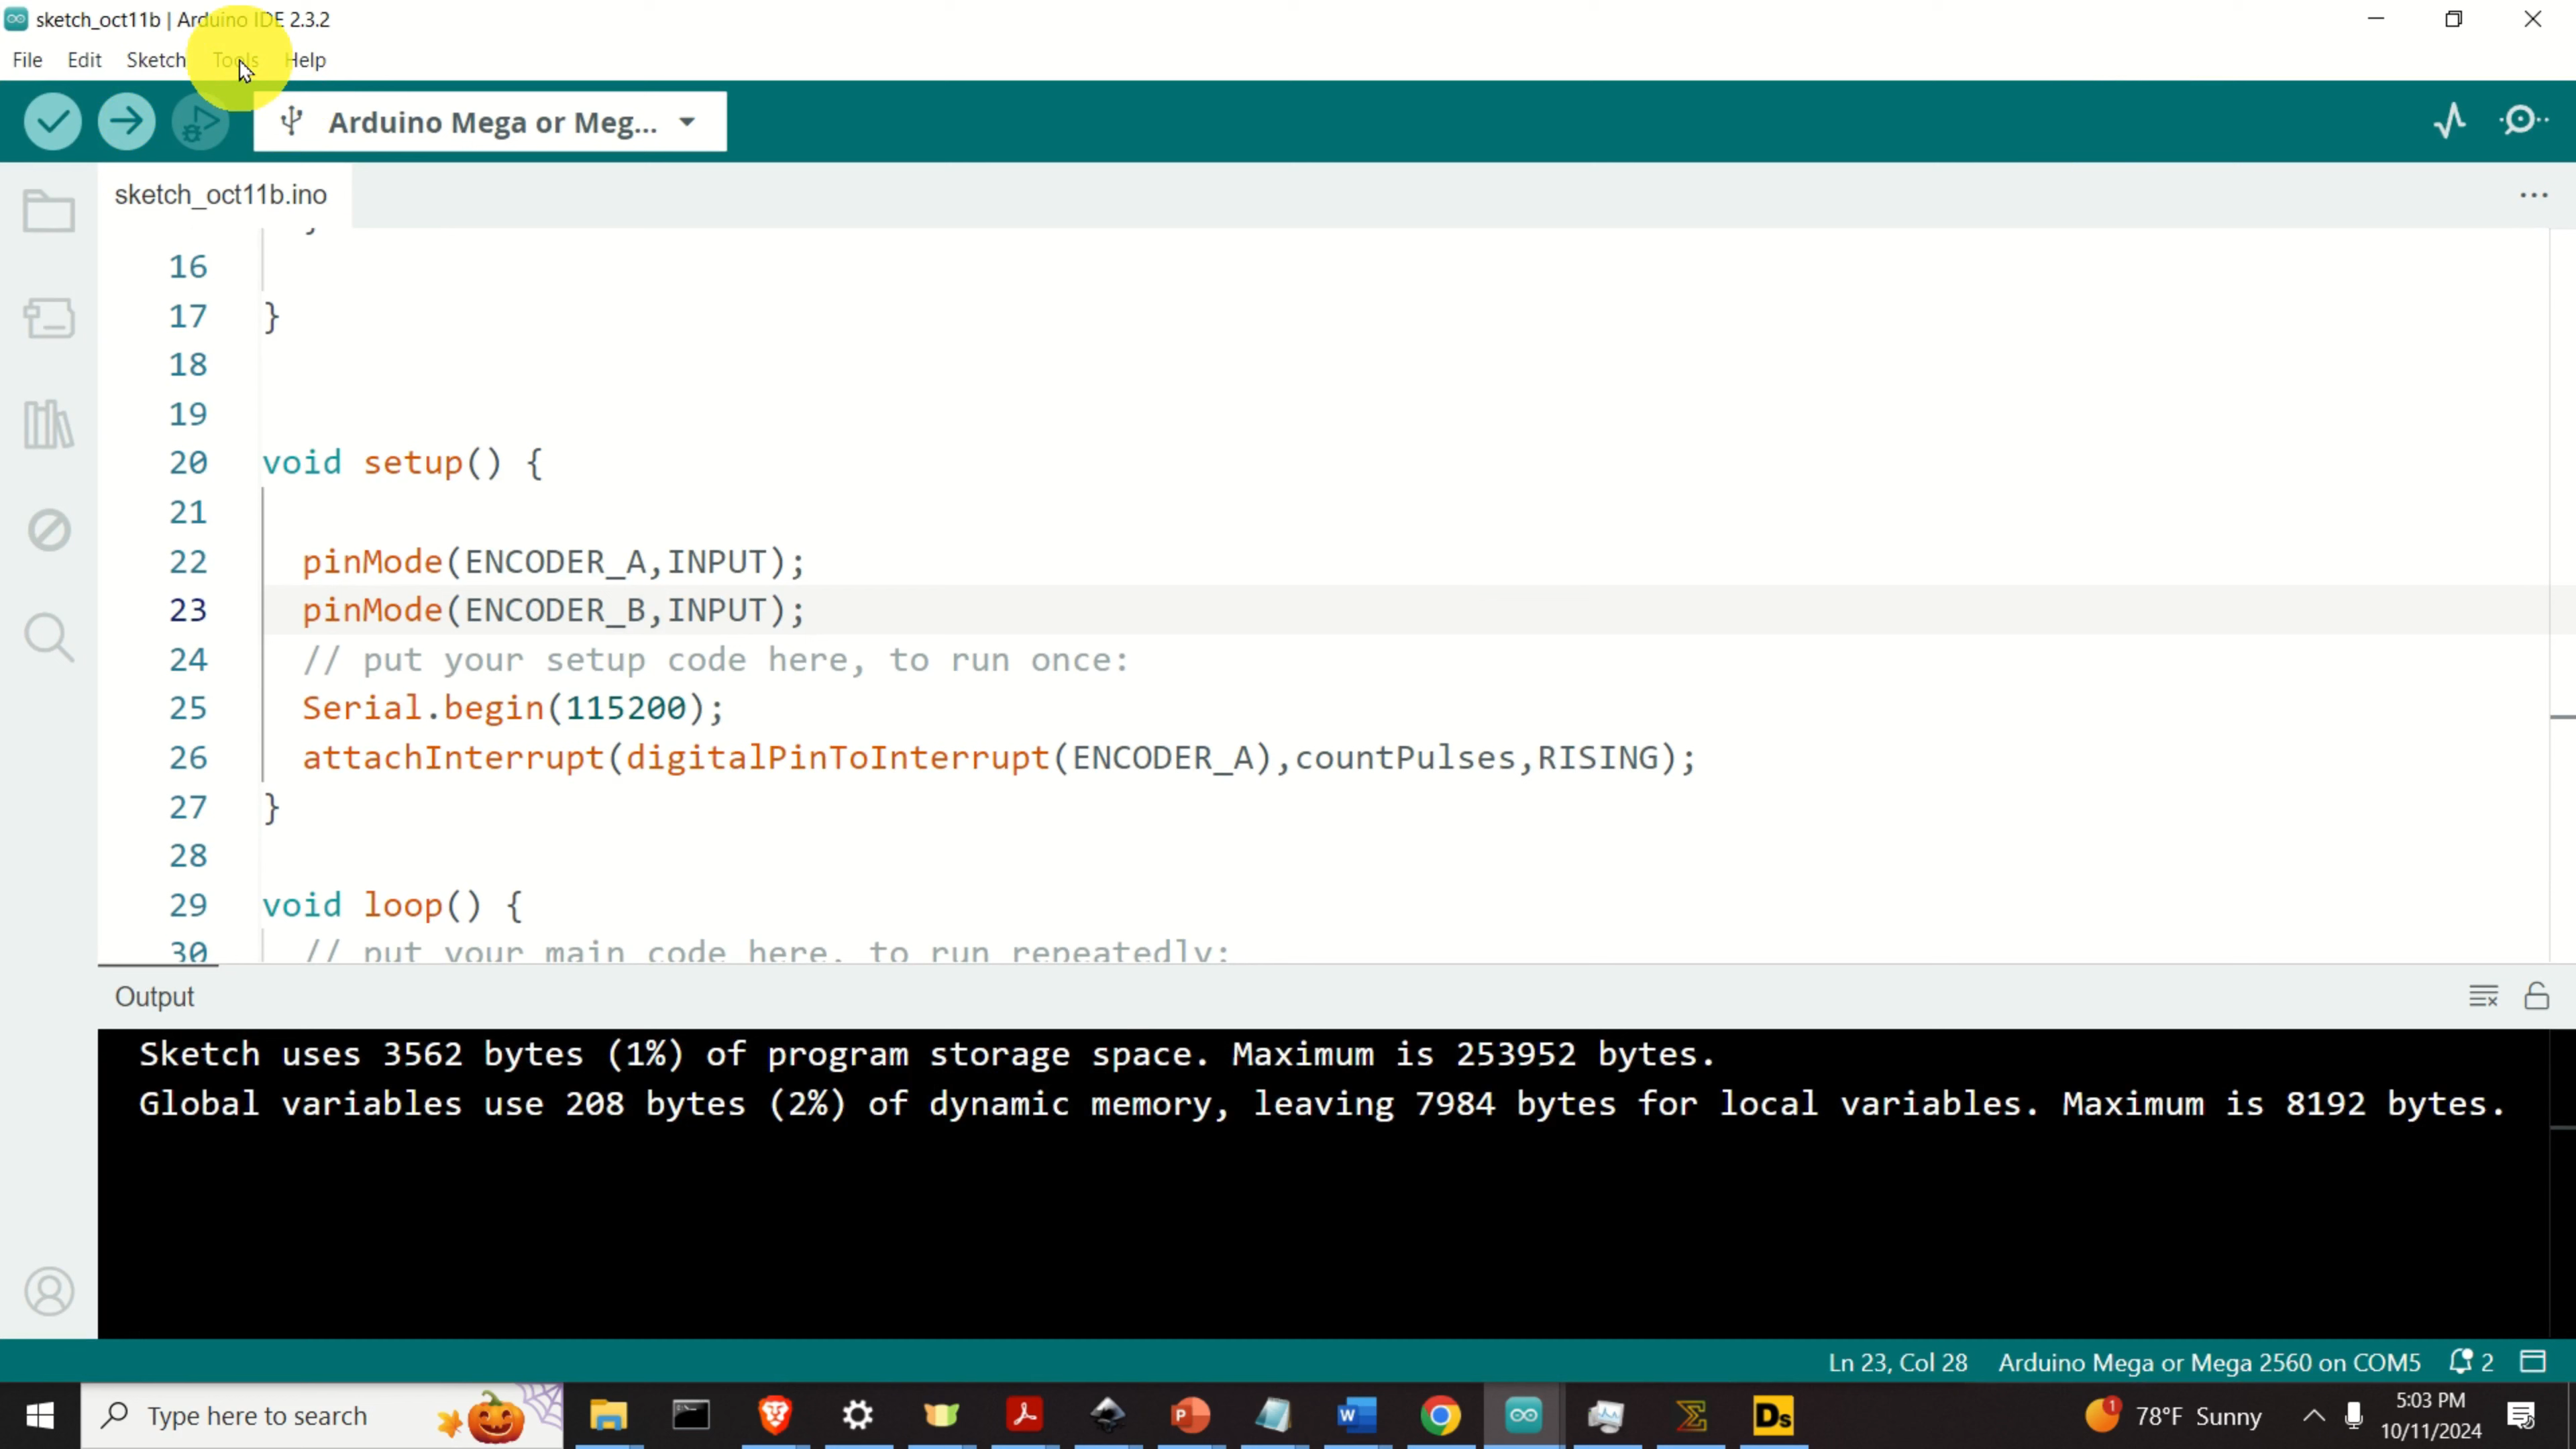 sketch_oct11b | Arduino IDE 2.3.2
File Edit Sketch Tools Help
Arduino Mega or Meg...
sketch_oct11b.ino
16
17 }
18
19
20 void setup() {
21
22 pinMode(ENCODER_A,INPUT);
23 pinMode(ENCODER_B,INPUT);
24 // put your setup code here, to run once:
25 Serial.begin(115200);
26 attachInterrupt(digitalPinToInterrupt(ENCODER_A),countPulses,RISING);
27 }
28
29 void loop() {
30 // put your main code here, to run repeatedly:
Output
Sketch uses 3562 bytes (1%) of program storage space. Maximum is 253952 bytes.
Global variables use 208 bytes (2%) of dynamic memory, leaving 7984 bytes for local variables. Maximum is 8192 bytes.
Ln 23, Col 28 Arduino Mega or Mega 2560 on COM5 2
Type here to search
P
W
Ds
1
78°F Sunny
5:03 PM
10/11/2024